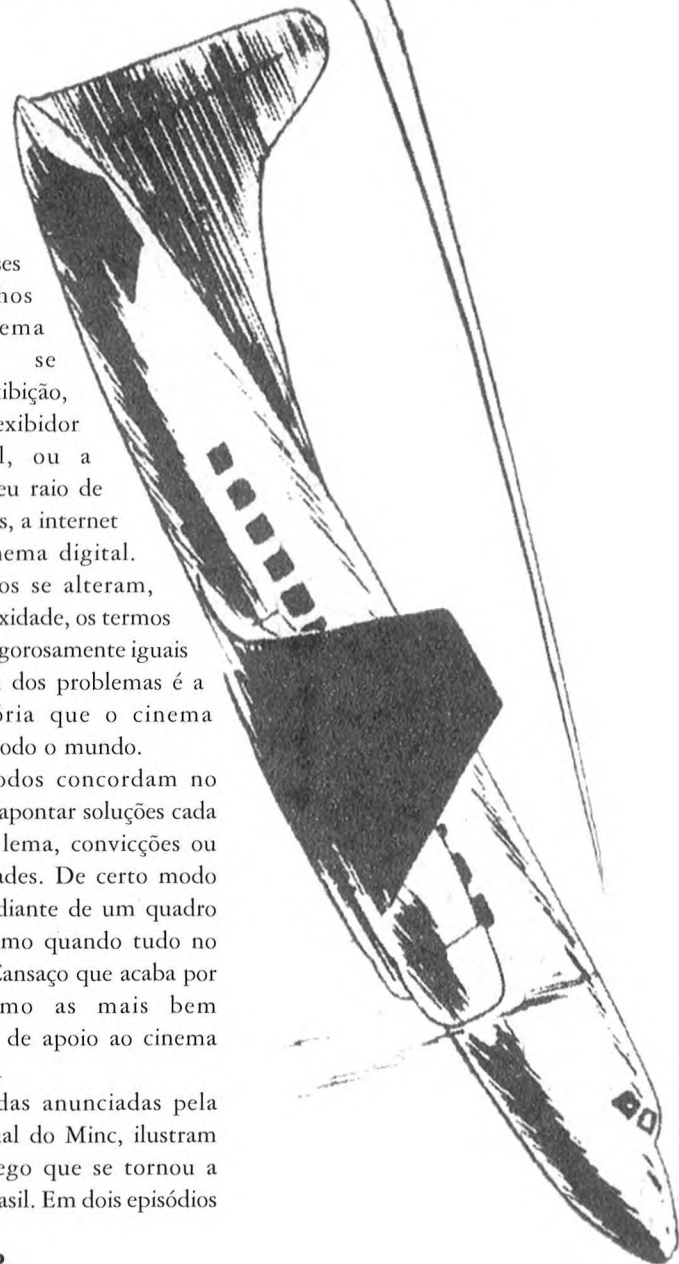 ses
nhos
ema
se
ibição,
exibidor
l, ou a
eu raio de
s, a internet
nema digital.
os se alteram,
xidade, os termos
gorosamente iguais
dos problemas é a
ória que o cinema
odo o mundo.
odos concordam no
apontar soluções cada
lema, convicções ou
ades. De certo modo
diante de um quadro
mo quando tudo no
Cansaço que acaba por
mo as mais bem
de apoio ao cinema
das anunciadas pela
al do Minc, ilustram
ego que se tornou a
asil. Em dois episódios